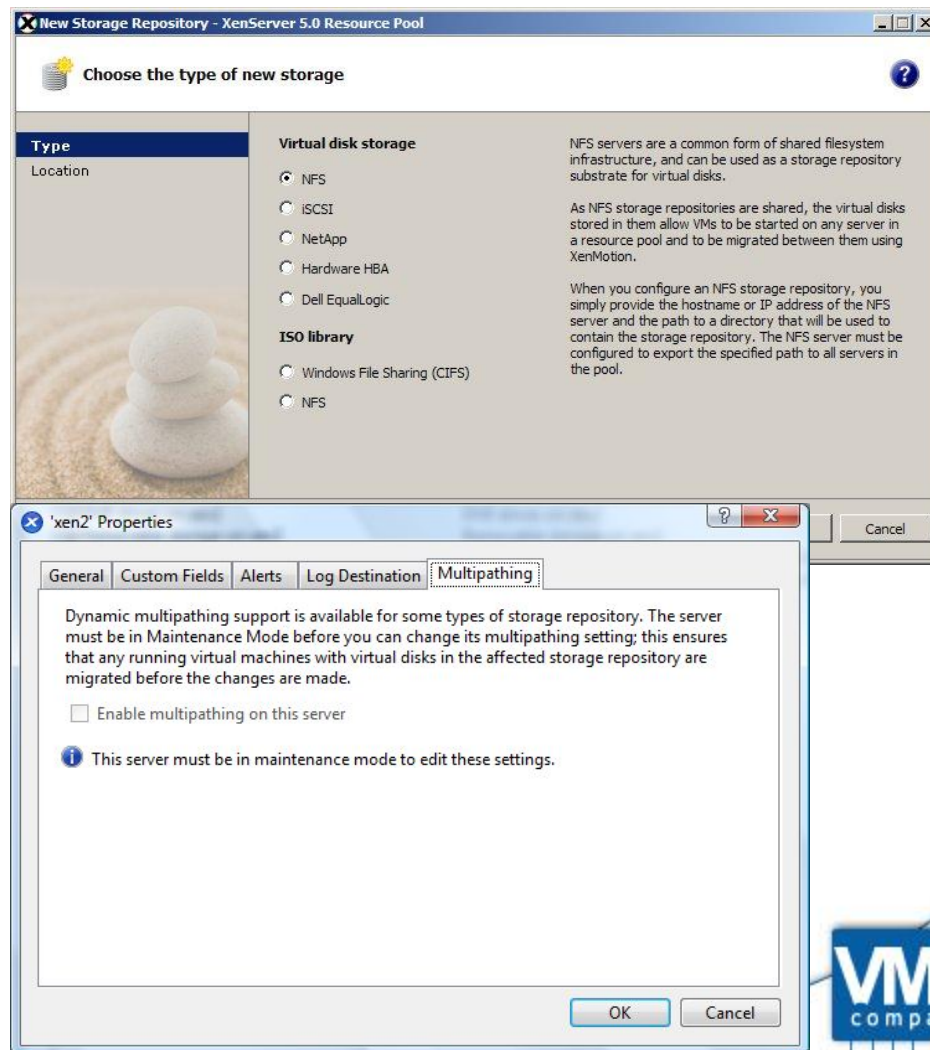 New Storage Repository - XenServer 5.0 Resource Pool
Choose the type of new storage
Type
Location
Virtual disk storage
NFS
iSCSI
NetApp
Hardware HBA
Dell EqualLogic
ISO library
Windows File Sharing (CIFS)
NFS
NFS servers are a common form of shared filesystem
infrastructure, and can be used as a storage repository
substrate for virtual disks.
As NFS storage repositories are shared, the virtual disks
stored in them allow VMs to be started on any server in
a resource pool and to be migrated between them using
XenMotion.
When you configure an NFS storage repository, you
simply provide the hostname or IP address of the NFS
server and the path to a directory that will be used to
contain the storage repository. The NFS server must be
configured to export the specified path to all servers in
the pool.
Cancel
'xen2' Properties
General
Custom Fields
Alerts
Log Destination
Multipathing
Dynamic multipathing support is available for some types of storage repository. The server
must be in Maintenance Mode before you can change its multipathing setting; this ensures
that any running virtual machines with virtual disks in the affected storage repository are
migrated before the changes are made.
Enable multipathing on this server
This server must be in maintenance mode to edit these settings.
OK
Cancel
VM
compa